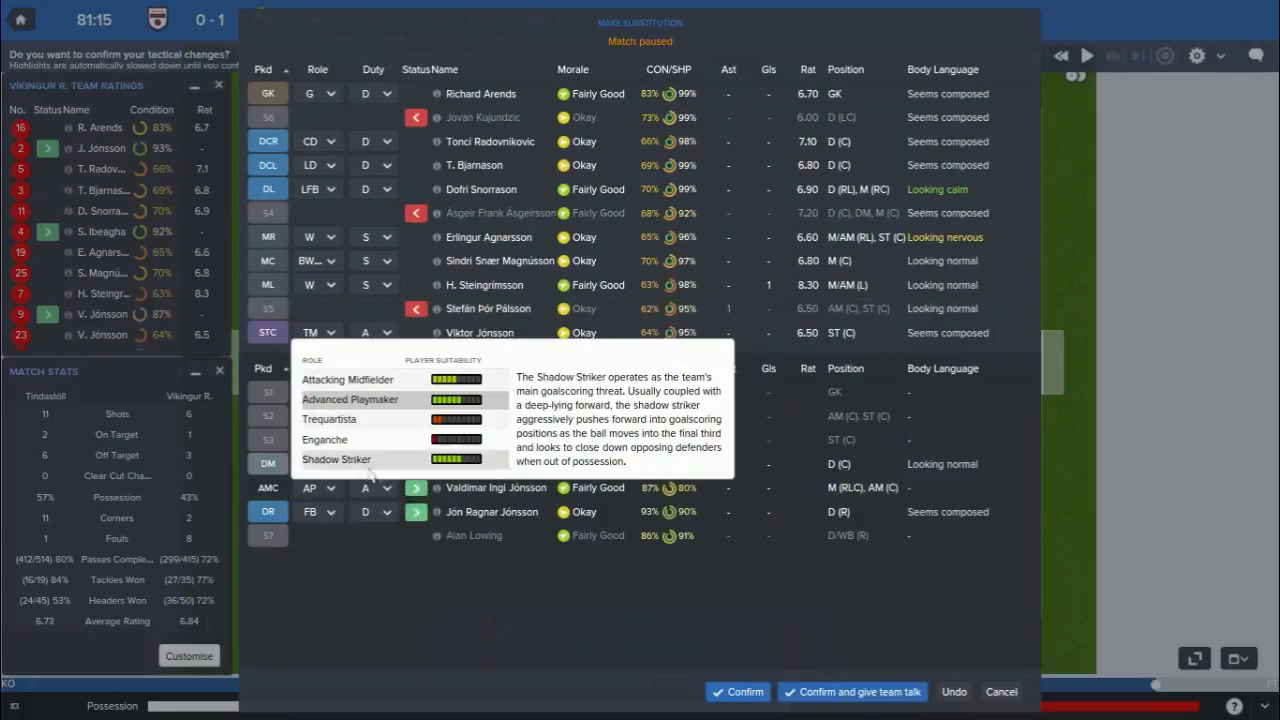 81:15
0 - 1
MAKE SUBSTITUTION
Match paused
Do you want to confirm your tactical changes?
Highlights are automatically slowed down until you conf
VÍKINGUR R. TEAM RATINGS
No. Status Name Condition Rat
16 R. Arends 83% 6.7
2 J. Jónsson 93% -
5 T. Radov... 66% 7.1
3 T. Bjarnas... 69% 6.8
11 D. Snorra... 70% 6.9
4 S. Ibeagha 92% -
19 E. Agnars... 65% 6.6
25 S. Magnú... 70% 6.8
7 H. Steingr... 63% 8.3
9 V. Jónsson 87% -
23 V. Jónsson 64% 6.5
MATCH STATS
Tindastóll Víkingur R.
11 Shots 6
2 On Target 1
6 Off Target 3
0 Clear Cut Cha... 0
57% Possession 43%
11 Corners 2
1 Fouls 8
(412/514) 80% Passes Comple... (299/415) 72%
(16/19) 84% Tackles Won (27/35) 77%
(24/45) 53% Headers Won (36/50) 72%
6.73 Average Rating 6.84
Customise
Pkd Role Duty Status Name Morale CON/SHP Ast Gls Rat Position Body Language
GK G D Richard Arends Fairly Good 83% 99% - - 6.70 GK Seems composed
S6 Jovan Kujundzic Okay 73% 99% - - 6.00 D (LC) Seems composed
DCR CD D Tonci Radovnikovic Okay 66% 98% - - 7.10 D (C) Seems composed
DCL LD D T. Bjarnason Okay 69% 99% - - 6.80 D (C) Seems composed
DL LFB D Dofri Snorrason Fairly Good 70% 99% - - 6.90 D (RL), M (RC) Looking calm
S4 Ásgeir Frank Ásgeirsson Fairly Good 68% 92% - - 7.20 D (C), DM, M (C) Seems composed
MR W S Erlingur Agnarsson Okay 65% 96% - - 6.60 M/AM (RL), ST (C) Looking nervous
MC BW... S Sindri Snær Magnússon Okay 70% 97% - - 6.80 M (C) Looking normal
ML W S H. Steingrímsson Fairly Good 63% 98% - 1 8.30 M/AM (L) Looking normal
S5 Stefán Þór Pálsson Okay 62% 95% 1 - 6.50 AM (C), ST (C) Looking normal
STC TM A Viktor Jónsson Okay 64% 95% - - 6.50 ST (C) Seems composed
Pkd Gls Rat Position Body Language
S1 - GK -
S2 - AM (C), ST (C) -
S3 - ST (C) -
DM - D (C) Looking normal
ROLE PLAYER SUITABILITY
Attacking Midfielder
Advanced Playmaker
Trequartista
Enganche
Shadow Striker
The Shadow Striker operates as the team's
main goalscoring threat. Usually coupled with
a deep-lying forward, the shadow striker
aggressively pushes forward into goalscoring
positions as the ball moves into the final third
and looks to close down opposing defenders
when out of possession.
AMC AP A Valdimar Ingi Jónsson Fairly Good 87% 80% - - M (RLC), AM (C) -
DR FB D Jón Ragnar Jónsson Okay 93% 90% - - D (R) Seems composed
S7 Alan Lowing Fairly Good 86% 91% - - D/WB (R) -
Confirm
Confirm and give team talk
Undo
Cancel
KO
Possession